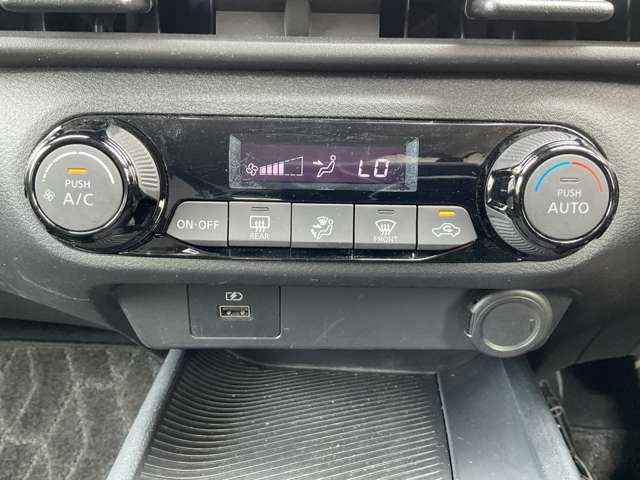 LO
PUSH
A/C
PUSH
AUTO
ON·OFF
REAR
FRONT